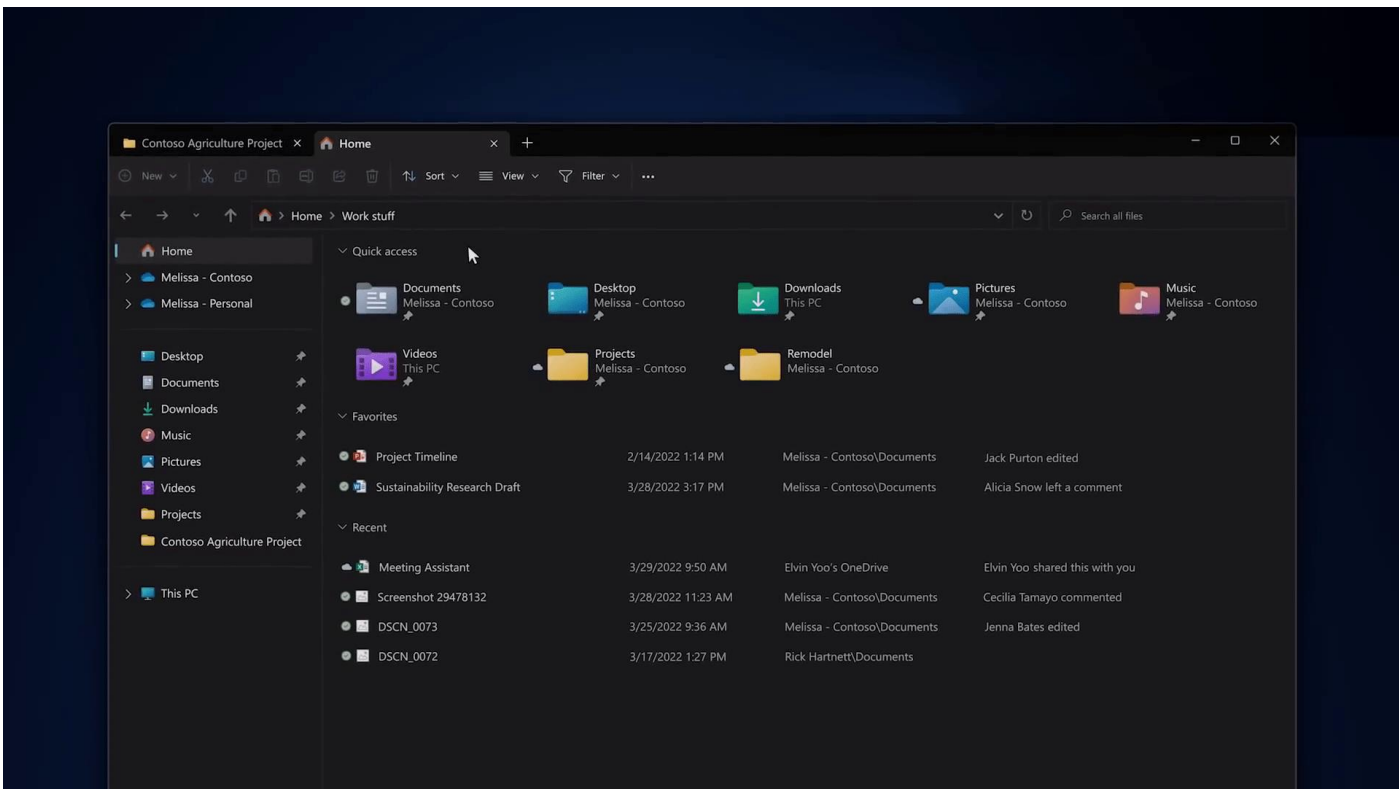 Contoso Agriculture Project
Home
New
Sort
View
Filter
Home > Work stuff
Search all files
Home
Melissa - Contoso
Melissa - Personal
Desktop
Documents
Downloads
Music
Pictures
Videos
Projects
Contoso Agriculture Project
This PC
Quick access
Documents
Melissa - Contoso
Desktop
Melissa - Contoso
Downloads
This PC
Pictures
Melissa - Contoso
Music
Melissa - Contoso
Videos
This PC
Projects
Melissa - Contoso
Remodel
Melissa - Contoso
Favorites
Project Timeline 2/14/2022 1:14 PM Melissa - Contoso\Documents Jack Purton edited
Sustainability Research Draft 3/28/2022 3:17 PM Melissa - Contoso\Documents Alicia Snow left a comment
Recent
Meeting Assistant 3/29/2022 9:50 AM Elvin Yoo's OneDrive Elvin Yoo shared this with you
Screenshot 29478132 3/28/2022 11:23 AM Melissa - Contoso\Documents Cecilia Tamayo commented
DSCN_0073 3/25/2022 9:36 AM Melissa - Contoso\Documents Jenna Bates edited
DSCN_0072 3/17/2022 1:27 PM Rick Hartnett\Documents